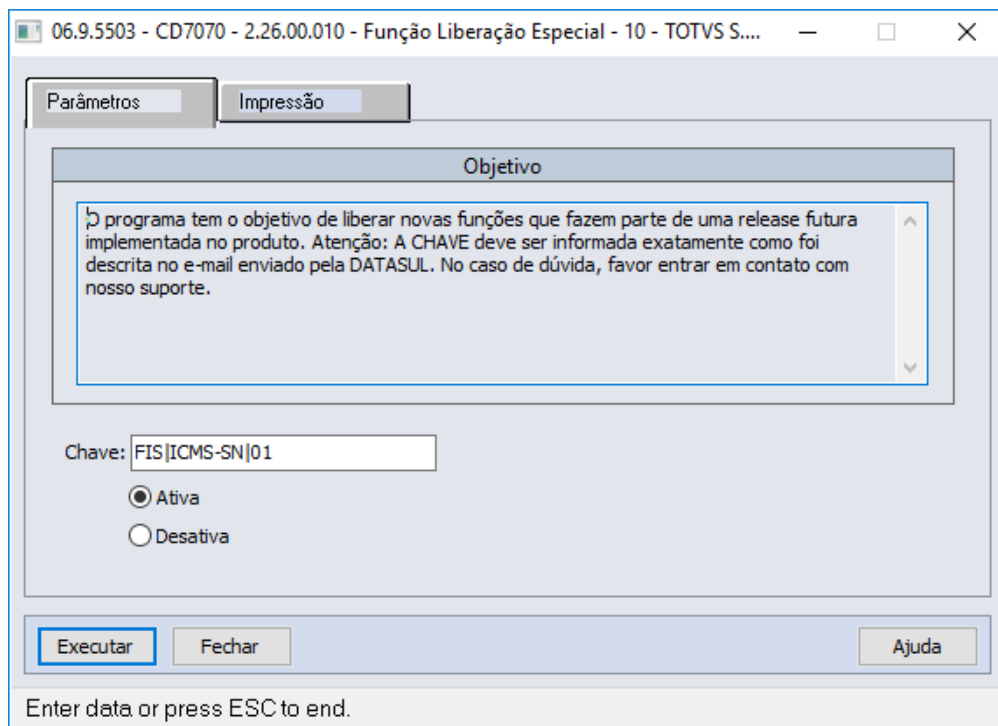 06.9.5503 - CD7070 - 2.26.00.010 - Função Liberação Especial - 10 - TOTVS S....
Parâmetros
Impressão
Objetivo
O programa tem o objetivo de liberar novas funções que fazem parte de uma release futura
implementada no produto. Atenção: A CHAVE deve ser informada exatamente como foi
descrita no e-mail enviado pela DATASUL. No caso de dúvida, favor entrar em contato com
nosso suporte.
Chave: FIS|ICMS-SN|01
Ativa
Desativa
Executar
Fechar
Ajuda
Enter data or press ESC to end.